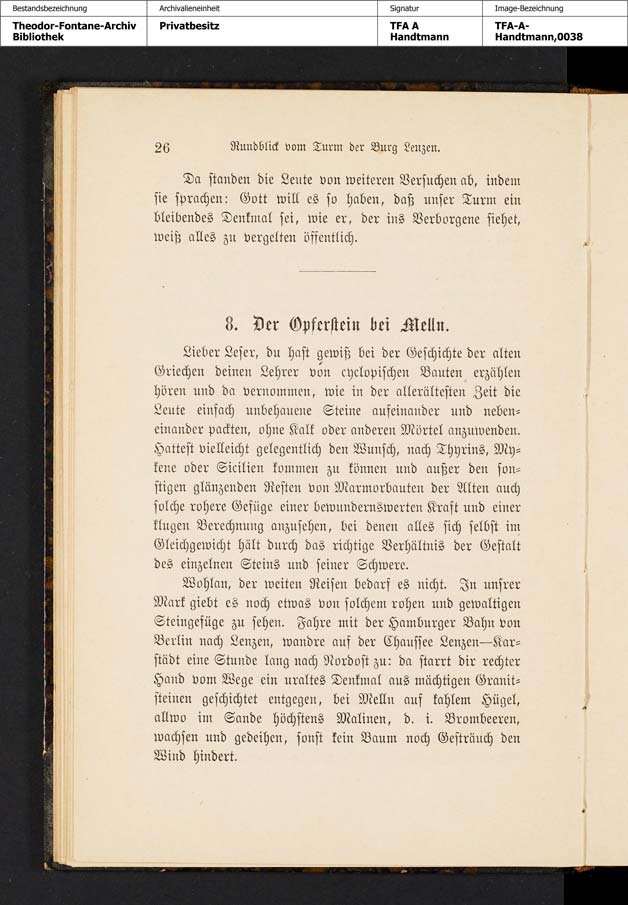 Bestandsbezeichnung Archivalieneinheit Signatur Image-Bezeichnung
Theodor-Fontane-Archiv Privatbesitz TFA A TFA-A-
Bibliothek Handtmann Handtmann,0038
26 Rundblick vom Turm der Burg Lenzen.
Da standen die Leute von weiteren Versuchen ab, indem
sie sprachen: Gott will es so haben, daß unser Turm ein
bleibendes Denkmal sei, wie er, der ins Verborgene siehet,
weiß alles zu vergelten öffentlich.
8. Der Opferstein bei Melln.
Lieber Leser, du hast gewiß bei der Geschichte der alten
Griechen deinen Lehrer von cyclopischen Bauten erzählen
hören und da vernommen, wie in der allerältesten Zeit die
Leute einfach unbehauene Steine aufeinander und neben-
einander packten, ohne Kalk oder anderen Mörtel anzuwenden.
Hattest vielleicht gelegentlich den Wunsch, nach Thyrins, My-
kene oder Sicilien kommen zu können und außer den son-
stigen glänzenden Resten von Marmorbauten der Alten auch
solche rohere Gefüge einer bewundernswerten Kraft und einer
klugen Berechnung anzusehen, bei denen alles sich selbst im
Gleichgewicht hält durch das richtige Verhältnis der Gestalt
des einzelnen Steins und seiner Schwere.
Wohlan, der weiten Reisen bedarf es nicht. In unsrer
Mark giebt es noch etwas von solchem rohen und gewaltigen
Steingefüge zu sehen. Fahre mit der Hamburger Bahn von
Berlin nach Lenzen, wandre auf der Chaussee Lenzen—Kar-
städt eine Stunde lang nach Nordost zu: da starrt dir rechter
Hand vom Wege ein uraltes Denkmal aus mächtigen Granit-
steinen geschichtet entgegen, bei Melln auf kahlem Hügel,
allwo im Sande höchstens Malinen, d. i. Brombeeren,
wachsen und gedeihen, sonst kein Baum noch Gesträuch den
Wind hindert.